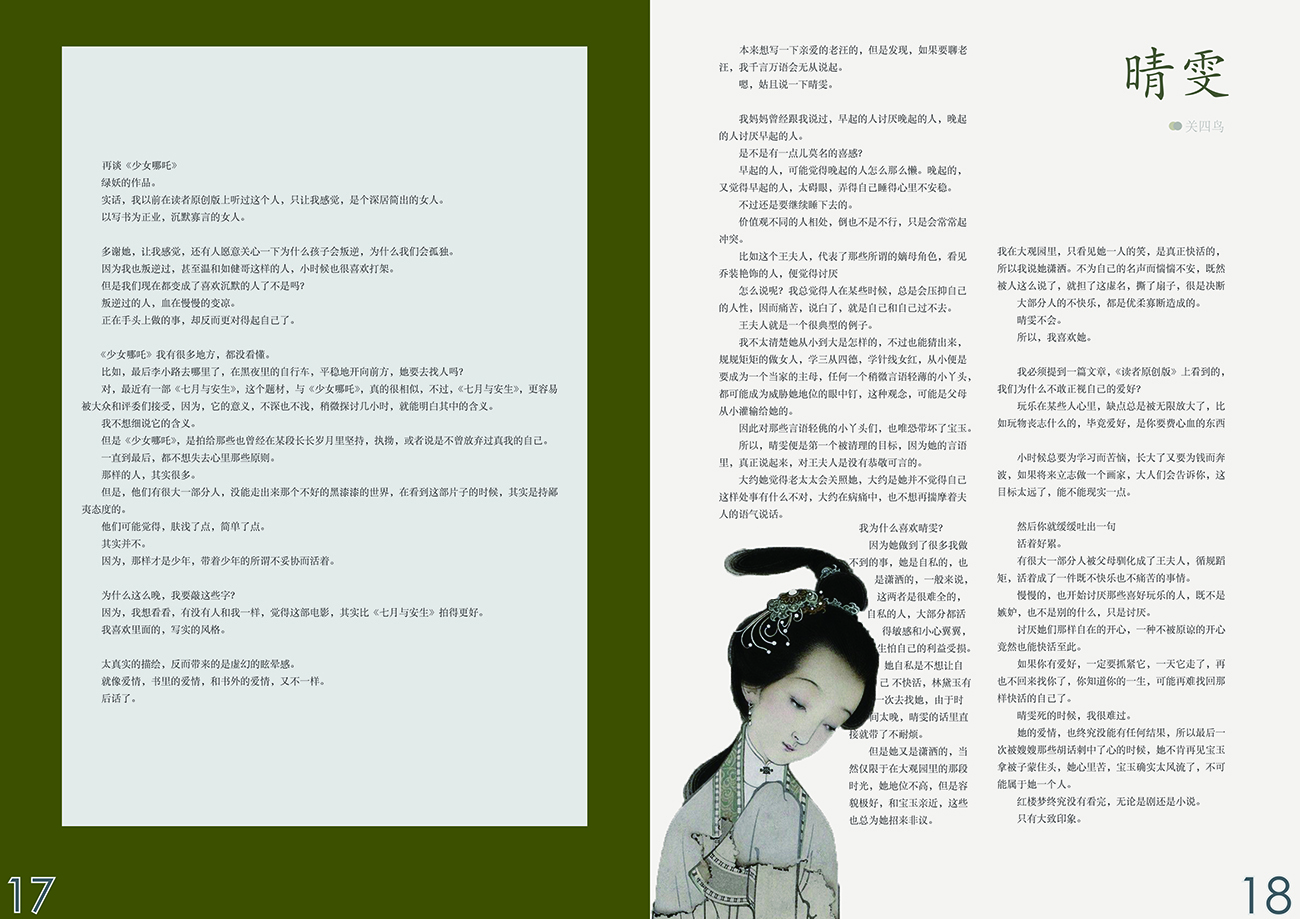 再谈《少女哪吒》
绿妖的作品。
实话，我以前在读者原创版上听过这个人，只让我感觉，是个深居简出的女人。
以写书为正业，沉默寡言的女人。
多谢她，让我感觉，还有人愿意关心一下为什么孩子会叛逆，为什么我们会孤独。
因为我也叛逆过，甚至温和如健哥这样的人，小时候也很喜欢打架。
但是我们现在都变成了喜欢沉默的人了不是吗?
叛逆过的人，血在慢慢的变凉。
正在手头上做的事，却反而更对得起自己了。
《少女哪吒》我有很多地方，都没看懂。
比如，最后李小路去哪里了，在黑夜里的自行车，平稳地开向前方，她要去找人吗?
对，最近有一部《七月与安生》，这个题材，与《少女哪吒》，真的很相似，不过，《七月与安生》，更容易
被大众和评委们接受，因为，它的意义，不深也不浅，稍微探讨几小时，就能明白其中的含义。
我不想细说它的含义。
但是《少女哪吒》，是拍给那些也曾经在某段长长岁月里坚持，执拗，或者说是不曾放弃过真我的自己。
一直到最后，都不想失去心里那些原则。
那样的人，其实很多。
但是，他们有很大一部分人，没能走出来那个不好的黑漆漆的世界，在看到这部片子的时候，其实是持鄙
夷态度的。
他们可能觉得，肤浅了点，简单了点。
其实并不。
因为，那样才是少年，带着少年的所谓不妥协而活着。
为什么这么晚，我要敲这些字?
因为，我想看看，有没有人和我一样，觉得这部电影，其实比《七月与安生》拍得更好。
我喜欢里面的，写实的风格。
太真实的描绘，反而带来的是虚幻的眩晕感。
就像爱情，书里的爱情，和书外的爱情，又不一样。
后话了。
17
晴雯
关四鸟
本来想写一下亲爱的老汪的，但是发现，如果要聊老
汪，我千言万语会无从说起。
嗯，姑且说一下晴雯。
我妈妈曾经跟我说过，早起的人讨厌晚起的人，晚起
的人讨厌早起的人。
是不是有一点儿莫名的喜感?
早起的人，可能觉得晚起的人怎么那么懒。晚起的，
又觉得早起的人，太碍眼，弄得自己睡得心里不安稳。
不过还是要继续睡下去的。
价值观不同的人相处，倒也不是不行，只是会常常起
冲突。
比如这个王夫人，代表了那些所谓的嫡母角色，看见
乔装艳饰的人，便觉得讨厌
怎么说呢? 我总觉得人在某些时候，总是会压抑自己
的人性，因而痛苦，说白了，就是自己和自己过不去。
王夫人就是一个很典型的例子。
我不太清楚她从小到大是怎样的，不过也能猜出来，
规规矩矩的做女人，学三从四德，学针线女红，从小便是
要成为一个当家的主母，任何一个稍微言语轻薄的小丫头，
都可能成为威胁她地位的眼中钉，这种观念，可能是父母
从小灌输给她的。
因此对那些言语轻佻的小丫头们，也唯恐带坏了宝玉。
所以，晴雯便是第一个被清理的目标，因为她的言语
里，真正说起来，对王夫人是没有恭敬可言的。
大约她觉得老太太会关照她，大约是她并不觉得自己
这样处事有什么不对，大约在病痛中，也不想再揣摩着夫
人的语气说话。
我为什么喜欢晴雯?
因为她做到了很多我做
不到的事，她是自私的，也
是潇洒的，一般来说，
这两者是很难全的，
自私的人，大部分都活
得敏感和小心翼翼，
生怕自己的利益受损。
她自私是不想让自
己 不快活，林黛玉有
一次去找她，由于时
间太晚，晴雯的话里直
接就带了不耐烦。
但是她又是潇洒的，当
然仅限于在大观园里的那段
时光，她地位不高，但是容
貌极好，和宝玉亲近，这些
也总为她招来非议。
我在大观园里，只看见她一人的笑，是真正快活的，
所以我说她潇洒。不为自己的名声而惴惴不安，既然
被人这么说了，就担了这虚名，撕了扇子，很是决断
大部分人的不快乐，都是优柔寡断造成的。
晴雯不会。
所以，我喜欢她。
我必须提到一篇文章，《读者原创版》上看到的，
我们为什么不敢正视自己的爱好?
玩乐在某些人心里，缺点总是被无限放大了，比
如玩物丧志什么的，毕竟爱好，是你要费心血的东西
小时候总要为学习而苦恼，长大了又要为钱而奔
波，如果将来立志做一个画家，大人们会告诉你，这
目标太远了，能不能现实一点。
然后你就缓缓吐出一句
活着好累。
有很大一部分人被父母驯化成了王夫人，循规蹈
矩，活着成了一件既不快乐也不痛苦的事情。
慢慢的，也开始讨厌那些喜好玩乐的人，既不是
嫉妒，也不是别的什么，只是讨厌。
讨厌她们那样自在的开心，一种不被原谅的开心
竟然也能快活至此。
如果你有爱好，一定要抓紧它，一天它走了，再
也不回来找你了，你知道你的一生，可能再难找回那
样快活的自己了。
晴雯死的时候，我很难过。
她的爱情，也终究没能有任何结果，所以最后一
次被嫂嫂那些胡话刺中了心的时候，她不肯再见宝玉
拿被子蒙住头，她心里苦，宝玉确实太风流了，不可
能属于她一个人。
红楼梦终究没有看完，无论是剧还是小说。
只有大致印象。
18